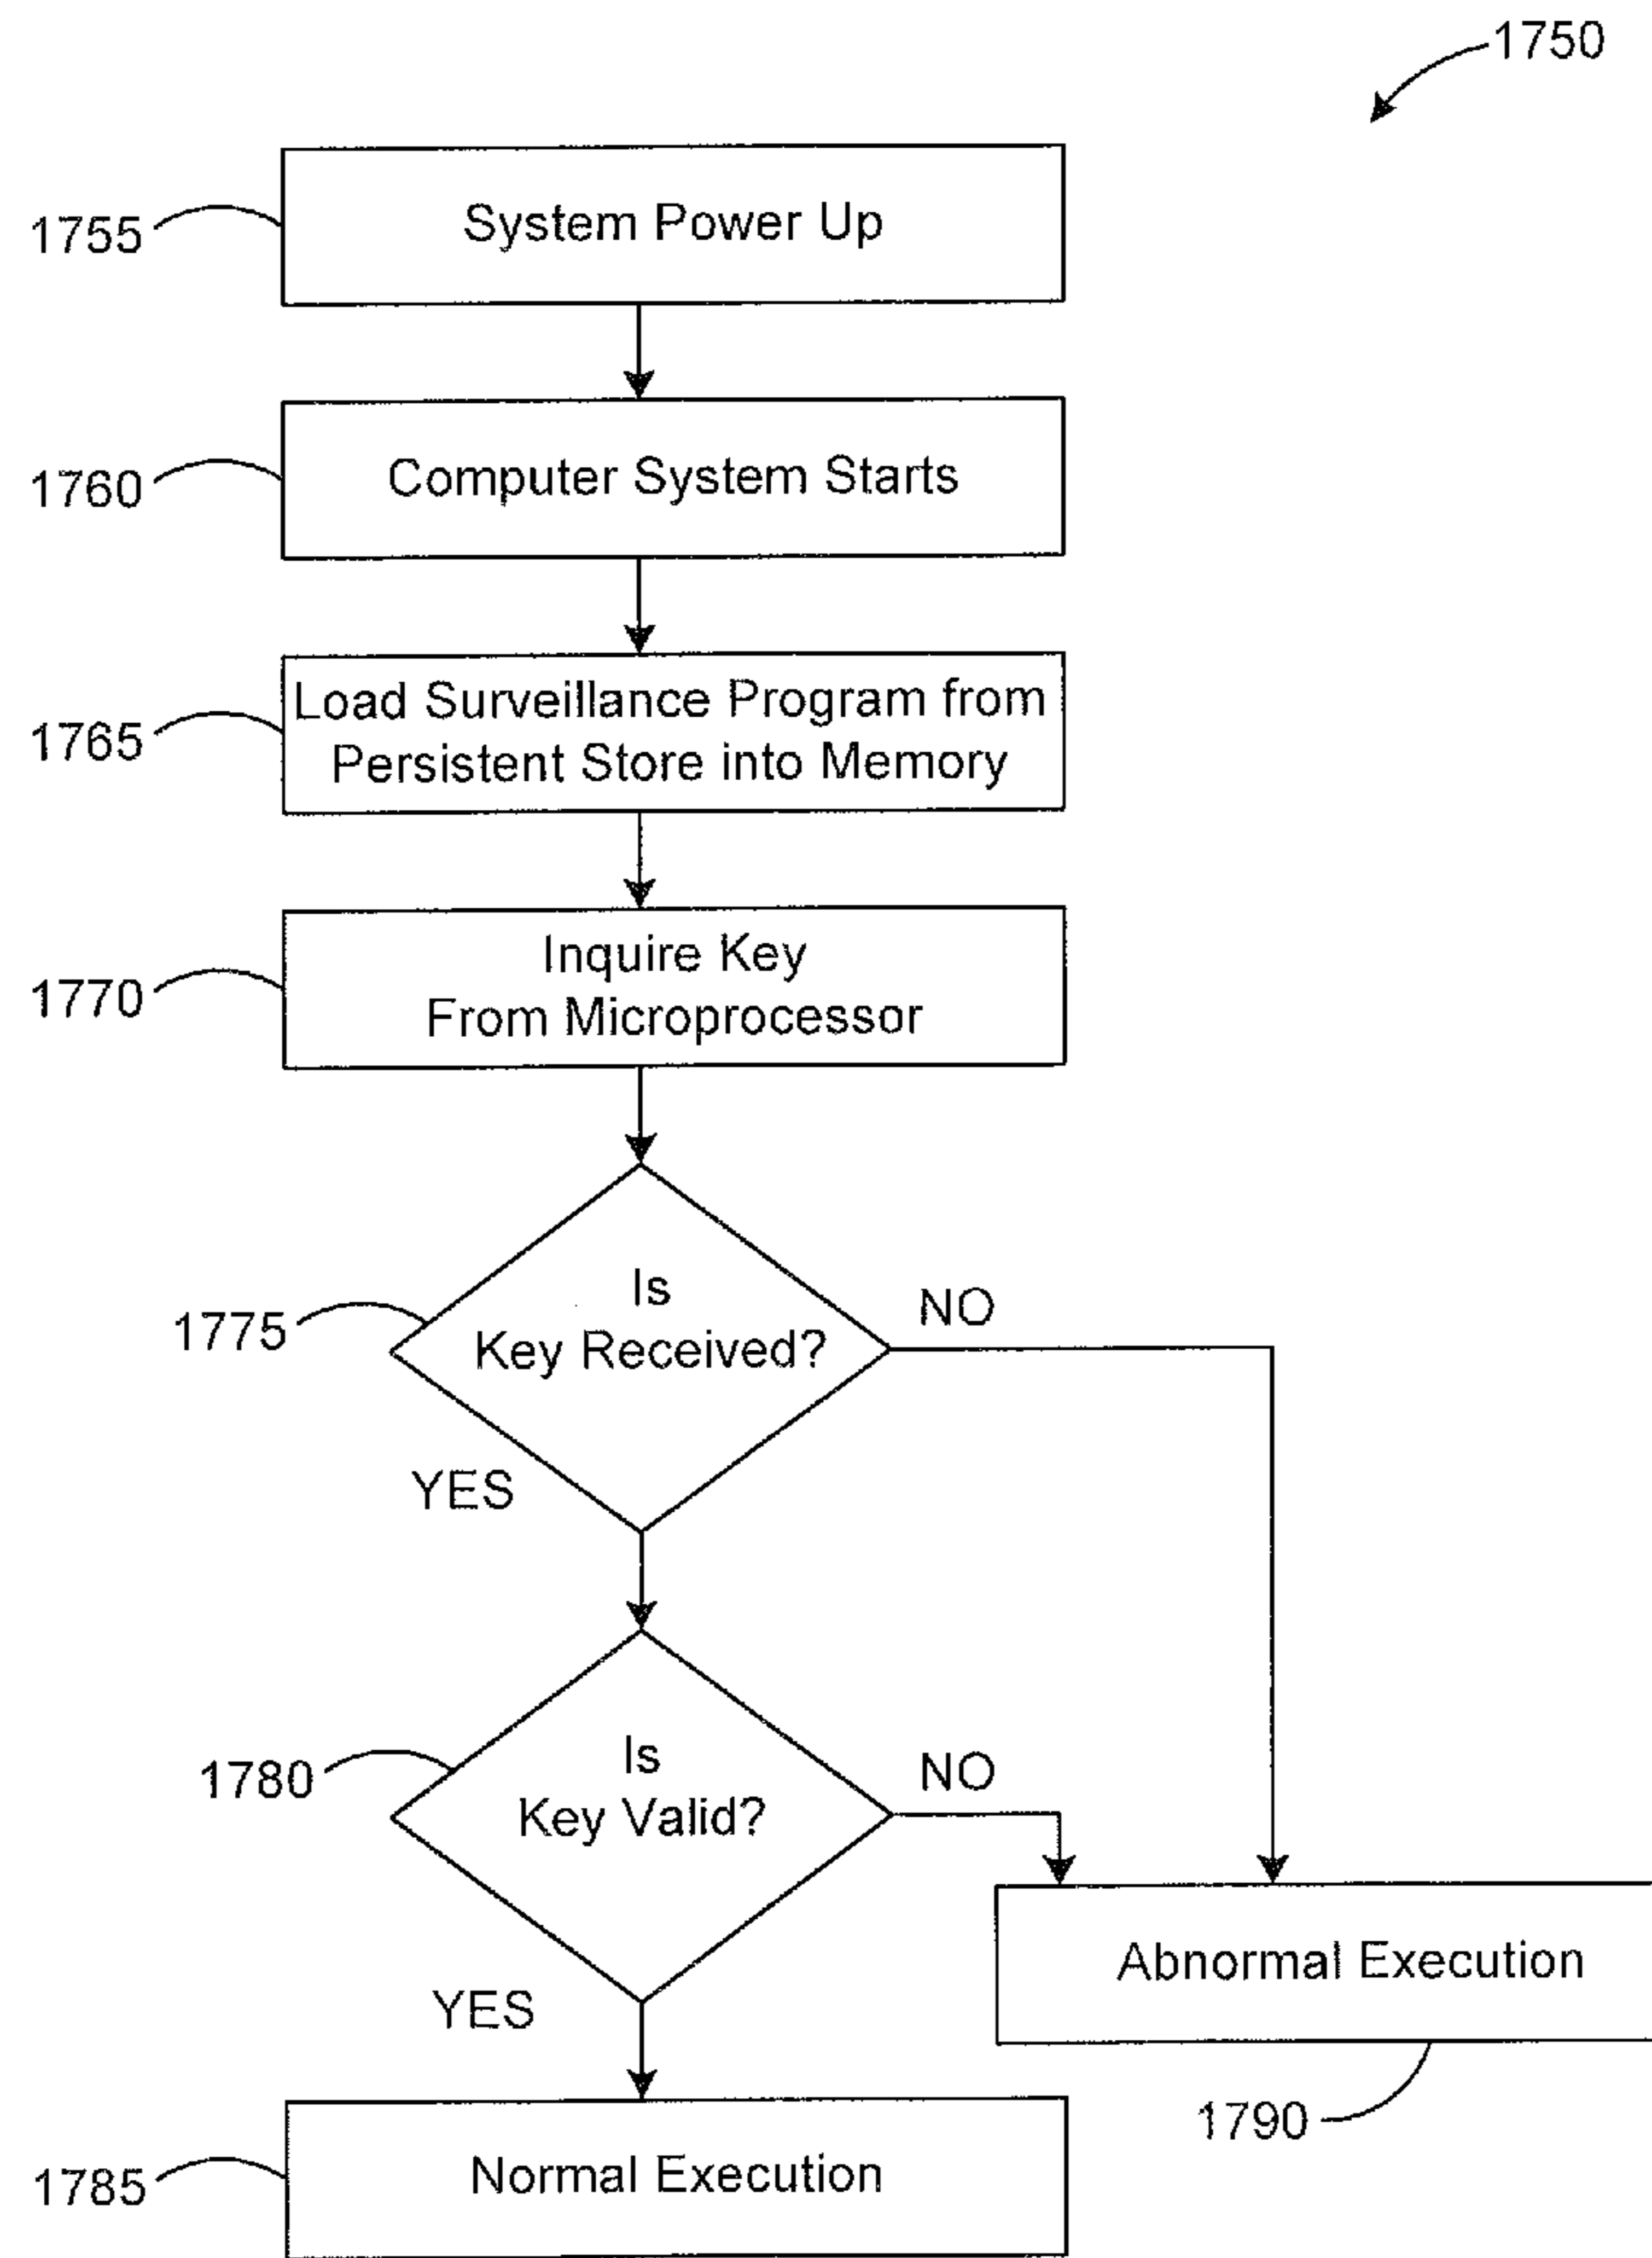 1750
1755
System Power Up
1760
Computer System Starts
1765
Load Surveillance Program from
Persistent Store into Memory
1770
Inquire Key
From Microprocessor
1775
Is
Key Received?
NO
YES
1780
Is
Key Valid?
NO
YES
Abnormal Execution
1790
1785
Normal Execution